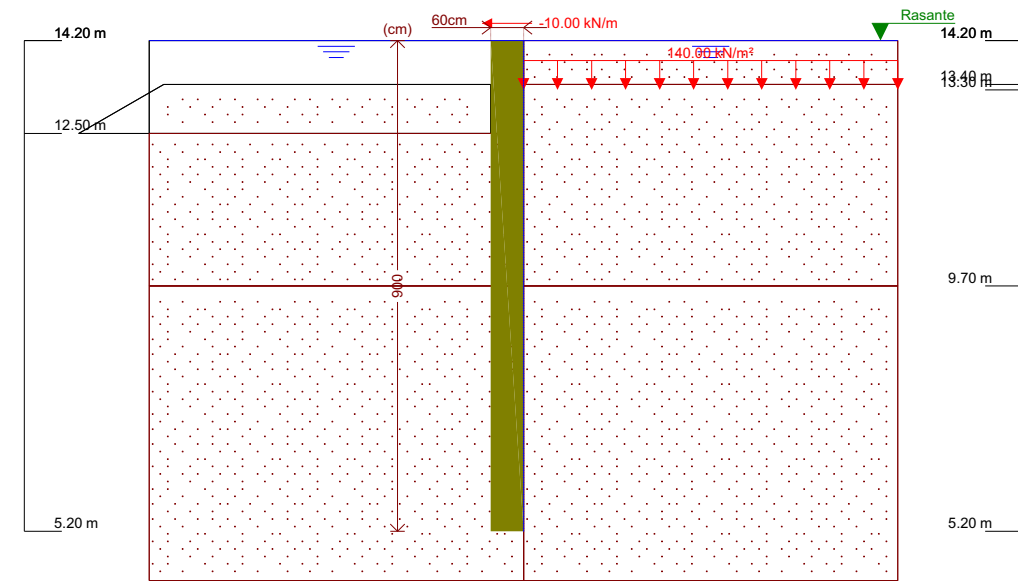 Rasante
60cm
-10.00 kN/m
14.20 m
(cm)
14.20 m
140.00 kN/m²
13.40 m
13.30 m
12.50 m
900
9.70 m
5.20 m
5.20 m